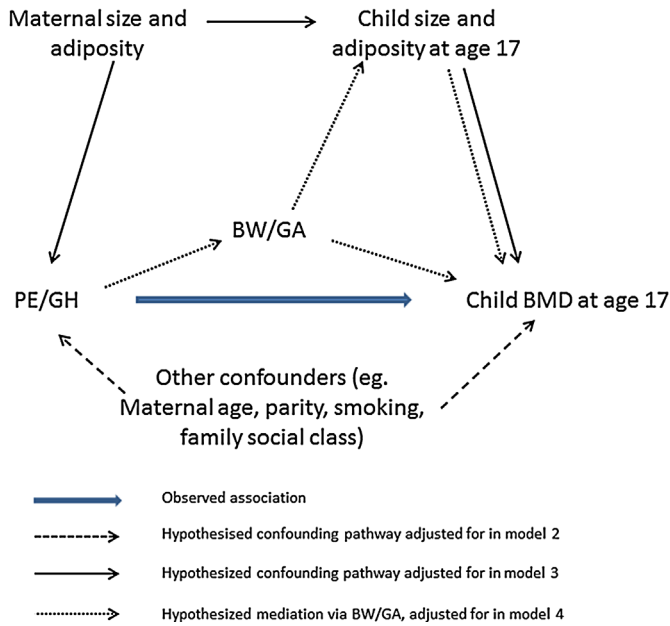 Maternal size and
adiposity
Child size and
adiposity at age 17
BW/GA
PE/GH
Child BMD at age 17
Other confounders (eg.
Maternal age, parity, smoking,
family social class)
Observed association
Hypothesised confounding pathway adjusted for in model 2
Hypothesized confounding pathway adjusted for in model 3
Hypothesized mediation via BW/GA, adjusted for in model 4